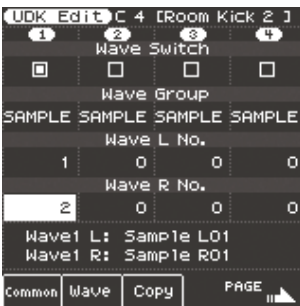 UDK Edit C 4 [Room Kick 2 ]
1 2 3 4
Wave Switch
Wave Group
SAMPLE SAMPLE SAMPLE SAMPLE
Wave L No.
1 0 0 0
Wave R No.
2 0 0 0
Wave1 L: Sample L01
Wave1 R: Sample R01
Common Wave Copy PAGE